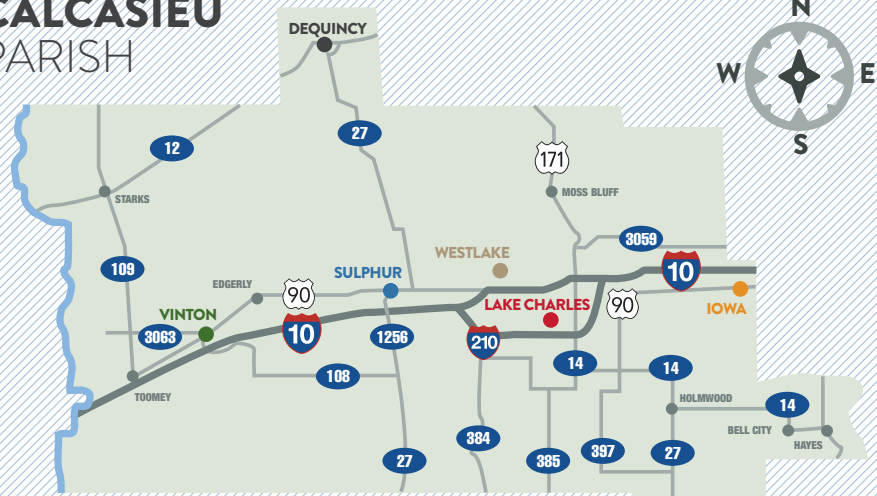 CALCASIEU
PARISH
N
W
E
S
DEQUINCY
27
12
171
MOSS BLUFF
STARKS
3059
109
WESTLAKE
10
SULPHUR
EDGERLY
90
LAKE CHARLES
90
IOWA
VINTON
3063
10
1256
210
108
14
14
TOOMEY
HOLMWOOD
14
BELL CITY
HAYES
384
27
385
397
27